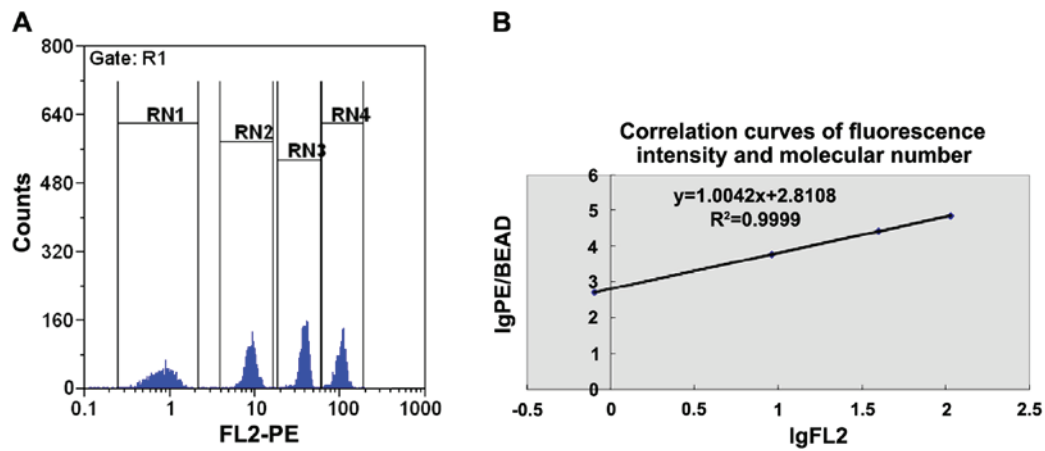 A
Gate: R1
800
640
480
320
160
0
Counts
RN1
RN2
RN3
RN4
0.1 1 10 100 1000
FL2-PE
B
Correlation curves of fluorescence
intensity and molecular number
y=1.0042x+2.8108
R²=0.9999
6
5
4
3
2
1
0
lgPE/BEAD
-0.5 0 0.5 1 1.5 2 2.5
lgFL2